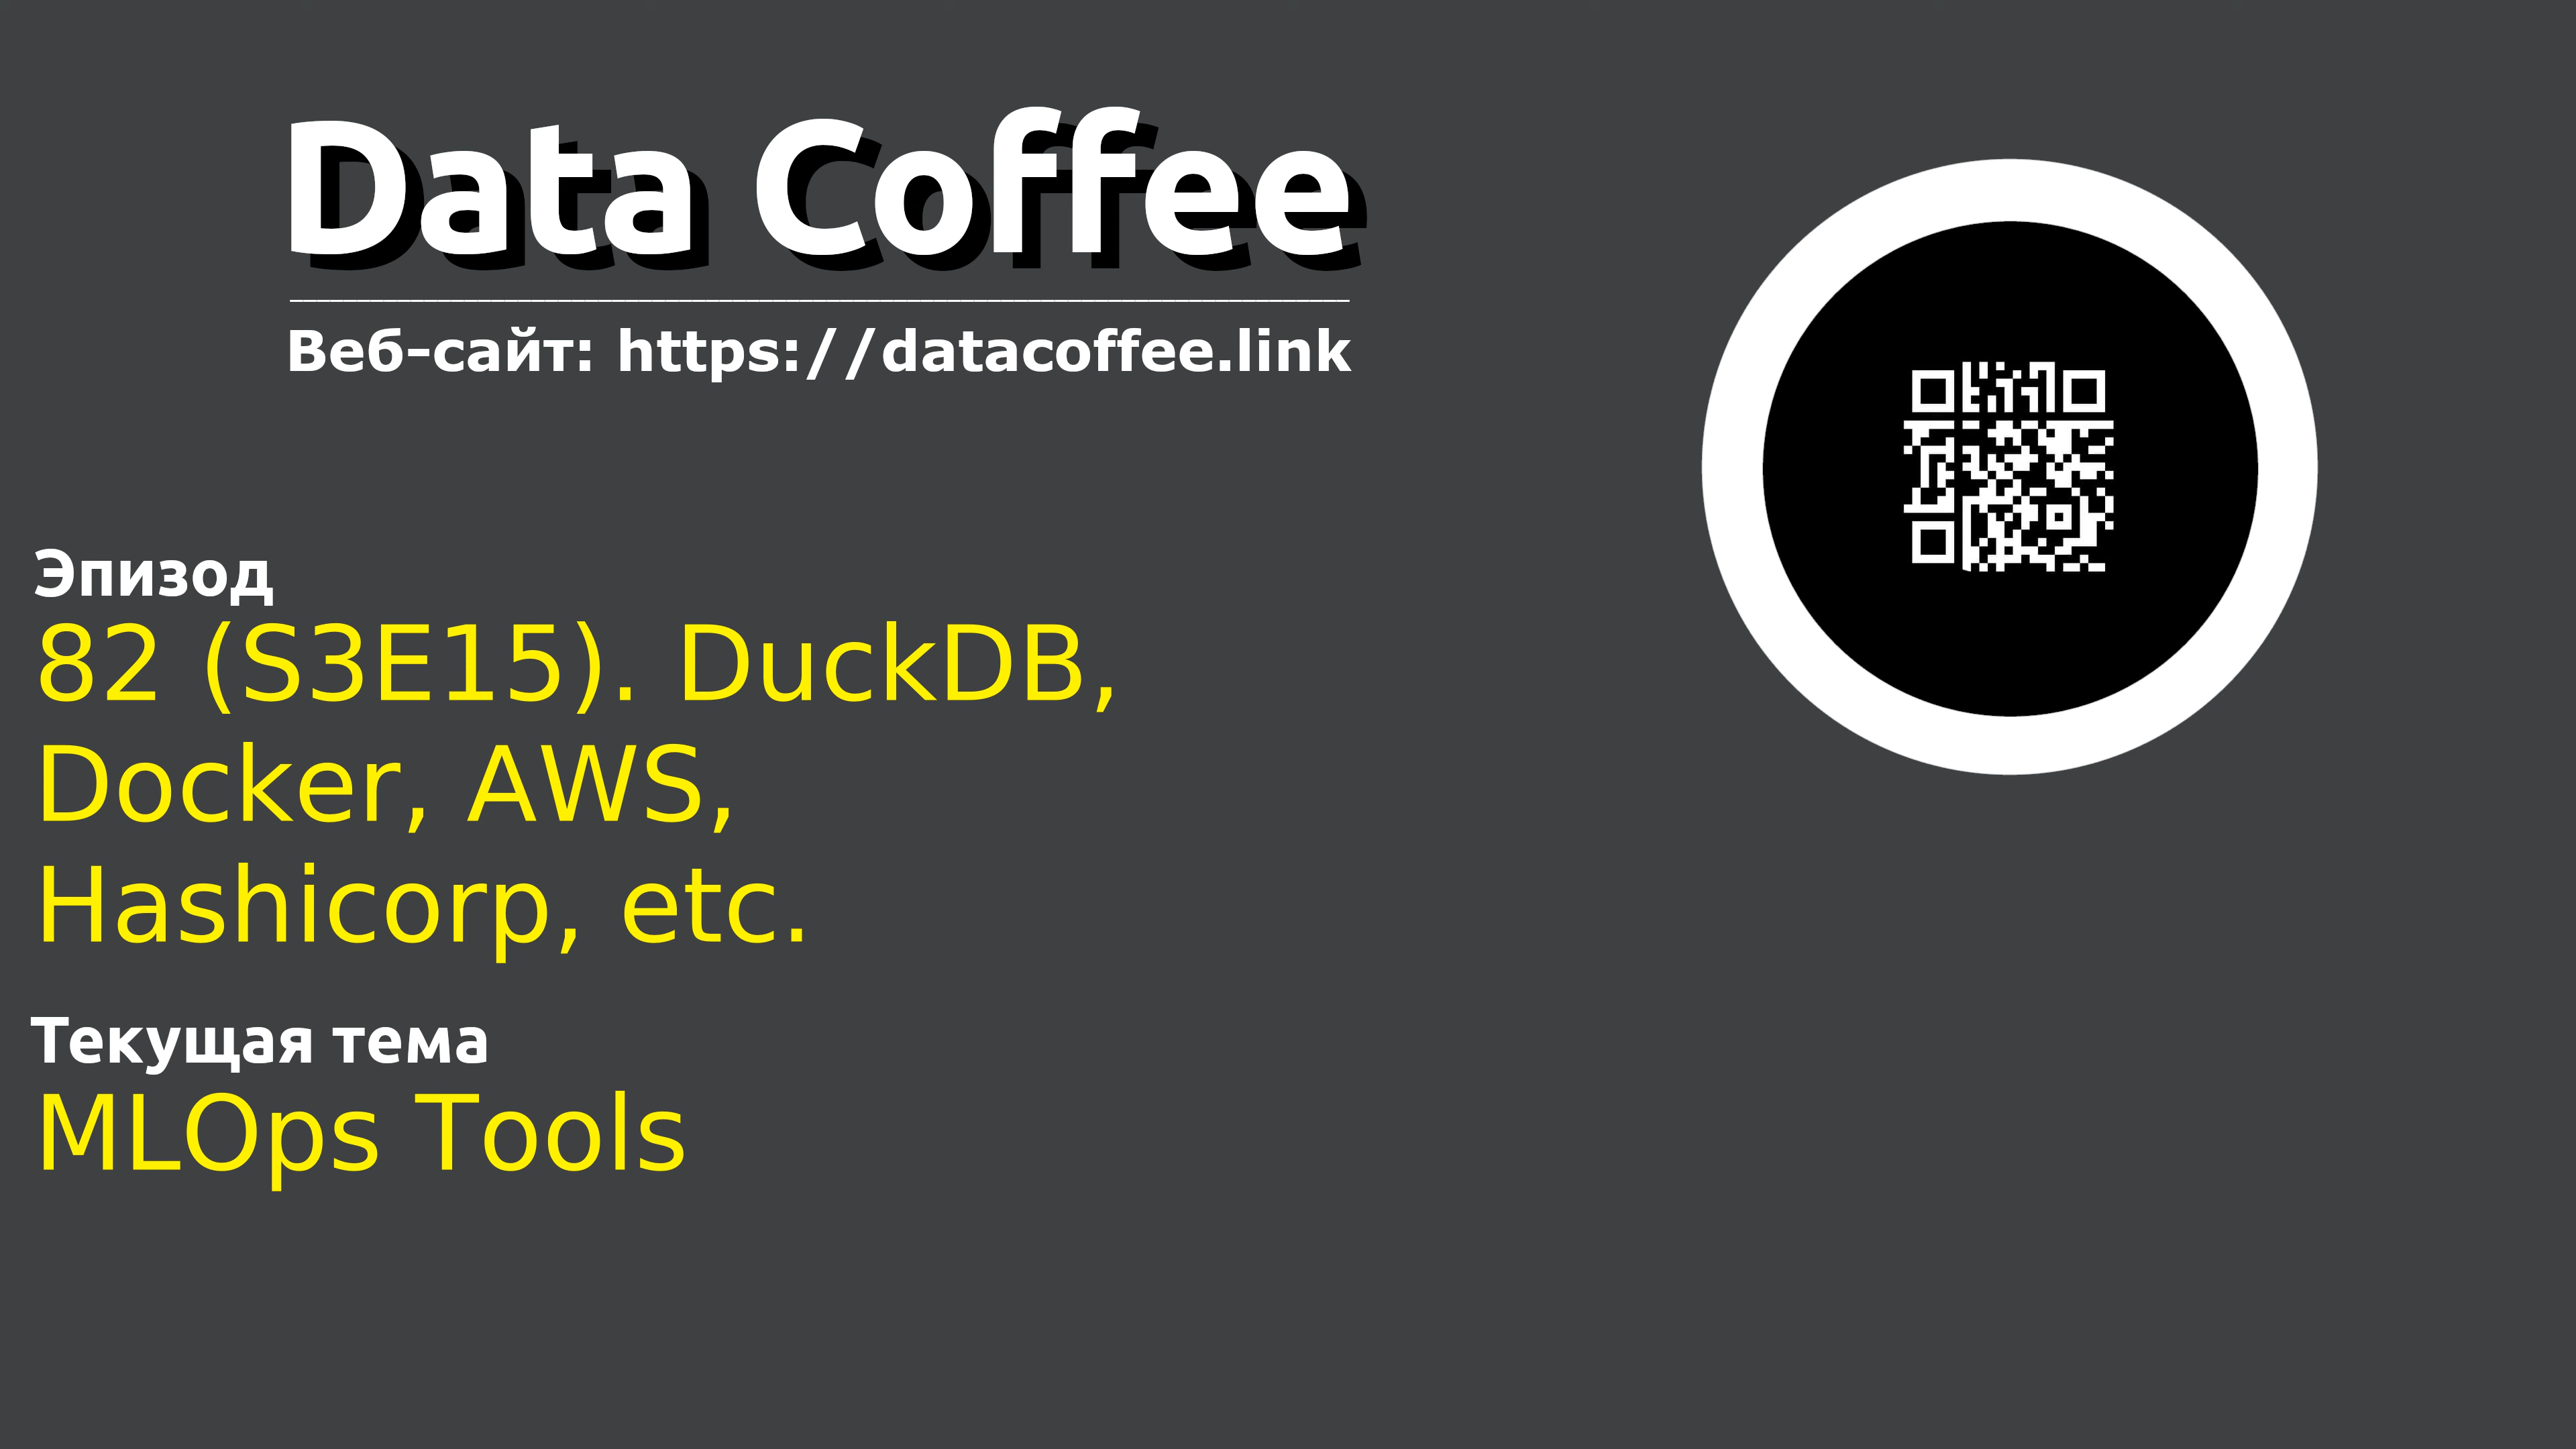 Data Coffee
Веб-сайт: https://datacoffee.link
Эпизод
82 (S3E15). DuckDB,
Docker, AWS,
Hashicorp, etc.
Текущая тема
MLOps Tools